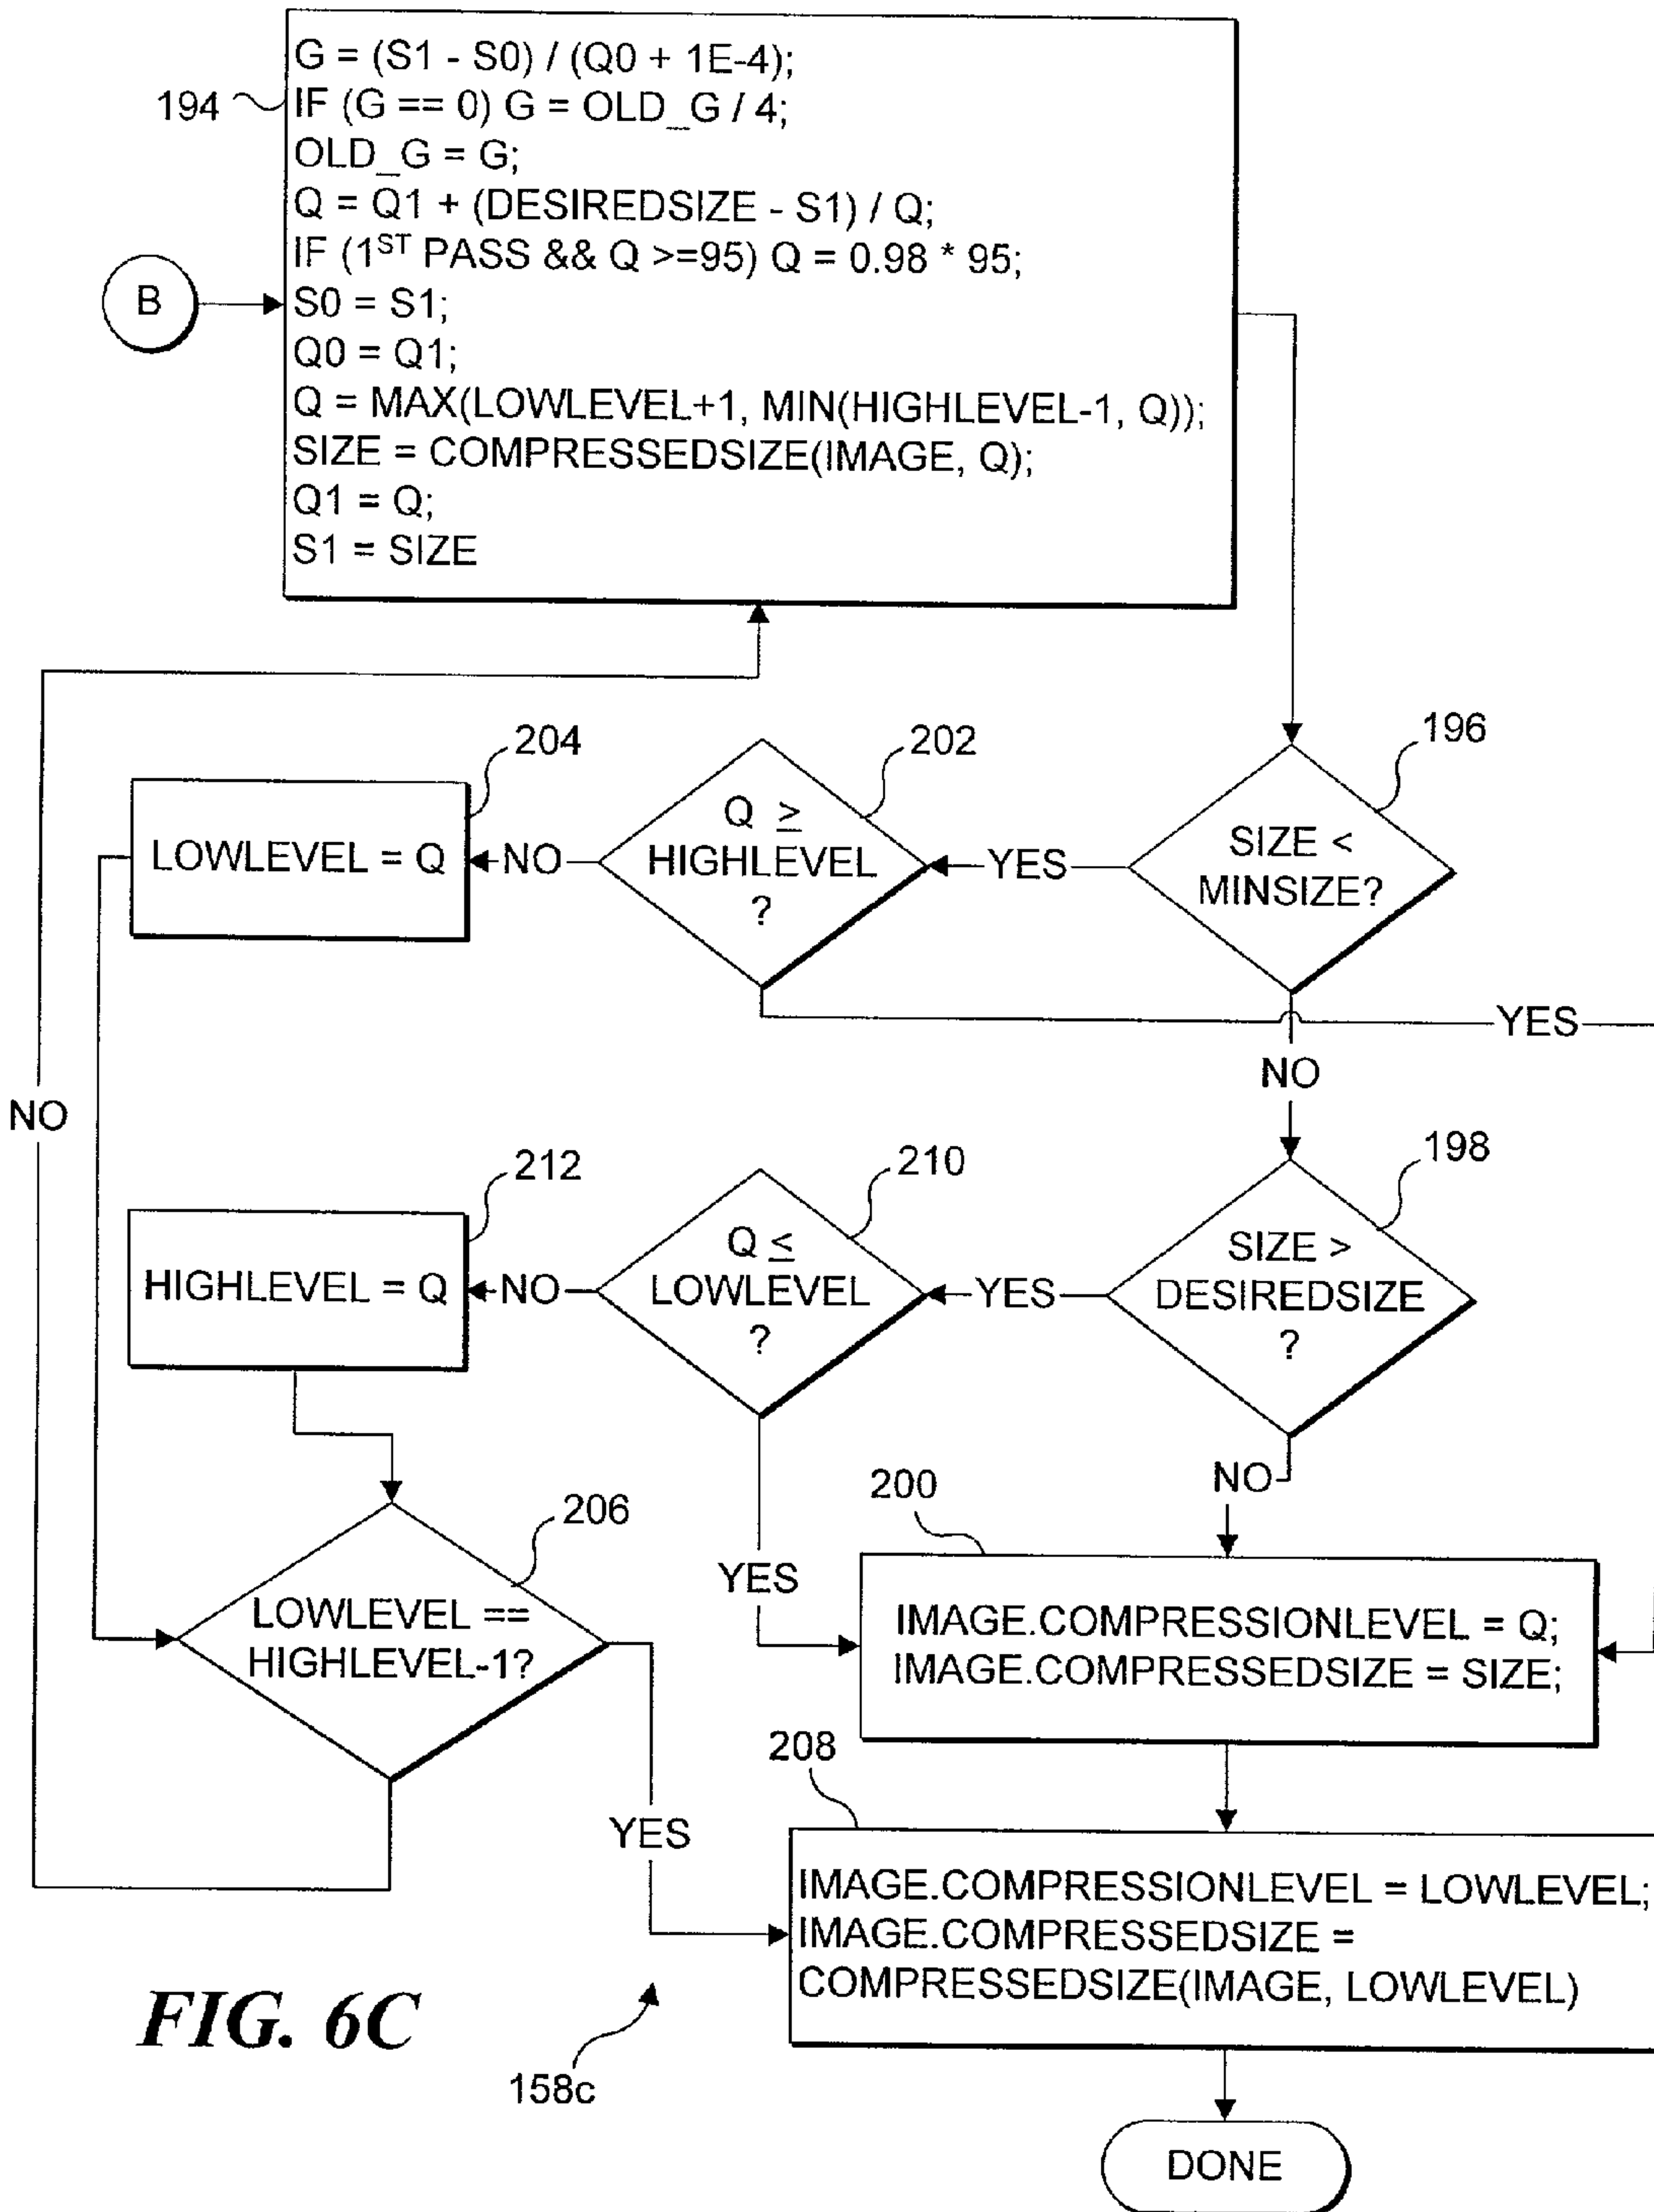 G = (S1 - S0) / (Q0 + 1E-4);
194
IF (G == 0) G = OLD_G / 4;
OLD_G = G;
Q = Q1 + (DESIREDSIZE - S1) / Q;
IF (1ST PASS && Q >=95) Q = 0.98 * 95;
B
S0 = S1;
Q0 = Q1;
Q = MAX(LOWLEVEL+1, MIN(HIGHLEVEL-1, Q));
SIZE = COMPRESSEDSIZE(IMAGE, Q);
Q1 = Q;
S1 = SIZE
204
202
196
LOWLEVEL = Q
NO
Q ≥
HIGHLEVEL
?
YES
SIZE <
MINSIZE?
YES
NO
NO
212
210
198
HIGHLEVEL = Q
NO
Q ≤
LOWLEVEL
?
YES
SIZE >
DESIREDSIZE
?
NO
200
206
YES
LOWLEVEL ==
HIGHLEVEL-1?
IMAGE.COMPRESSIONLEVEL = Q;
IMAGE.COMPRESSEDSIZE = SIZE;
208
YES
IMAGE.COMPRESSIONLEVEL = LOWLEVEL;
IMAGE.COMPRESSEDSIZE =
COMPRESSEDSIZE(IMAGE, LOWLEVEL)
FIG. 6C
158c
DONE